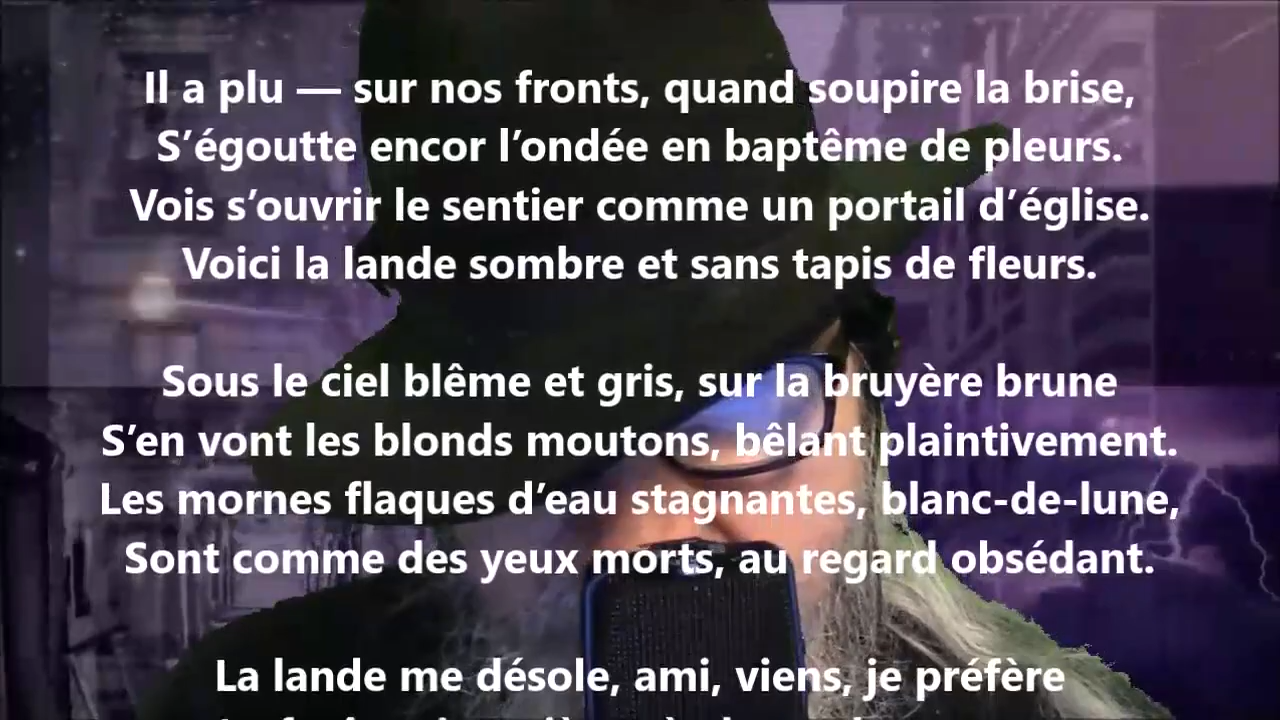 Il a plu — sur nos fronts, quand soupire la brise,
S’égoutte encor l’ondée en baptême de pleurs.
Vois s’ouvrir le sentier comme un portail d’église.
Voici la lande sombre et sans tapis de fleurs.
Sous le ciel blême et gris, sur la bruyère brune
S’en vont les blonds moutons, bêlant plaintivement.
Les mornes flaques d’eau stagnantes, blanc-de-lune,
Sont comme des yeux morts, au regard obsédant.
La lande me désole, ami, viens, je préfère